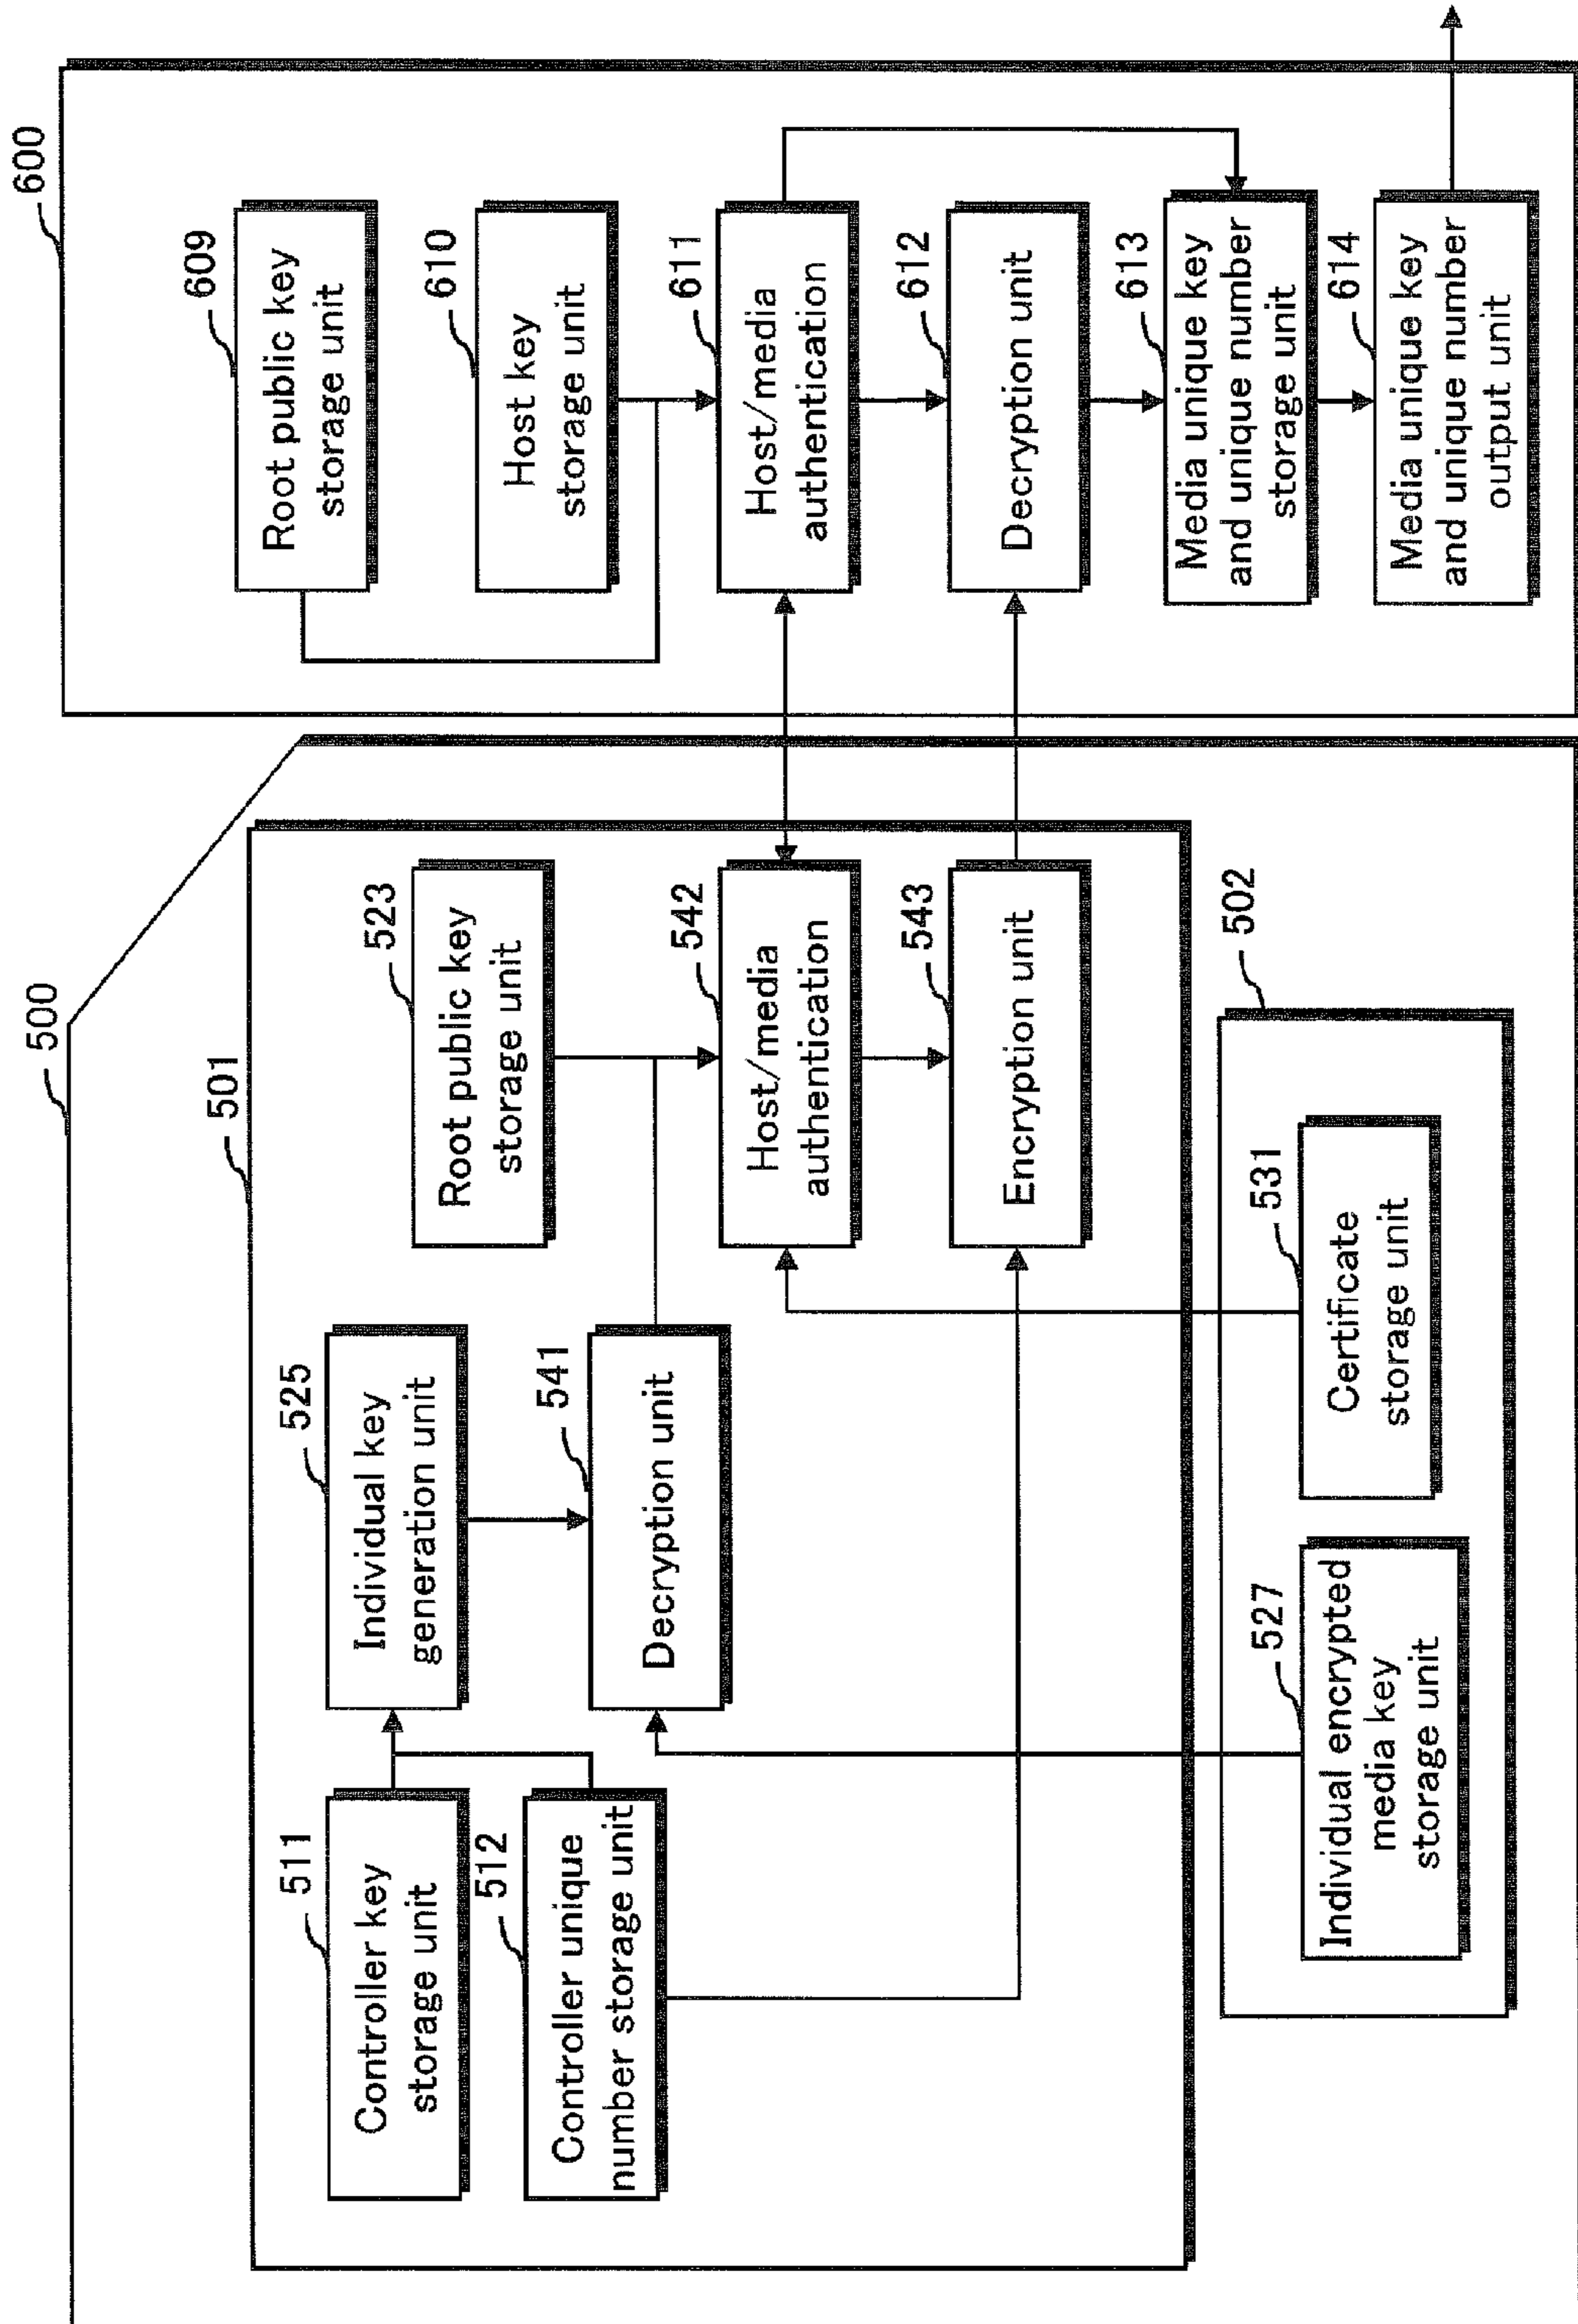 500
501
511
Controller key
storage unit
512
Controller unique
number storage unit
525
Individual key
generation unit
541
Decryption unit
523
Root public key
storage unit
542
Host/media
authentication
543
Encryption unit
502
527
Individual encrypted
media key
storage unit
531
Certificate
storage unit
600
609
Root public key
storage unit
610
Host key
storage unit
611
Host/media
authentication
612
Decryption unit
613
Media unique key
and unique number
storage unit
614
Media unique key
and unique number
output unit